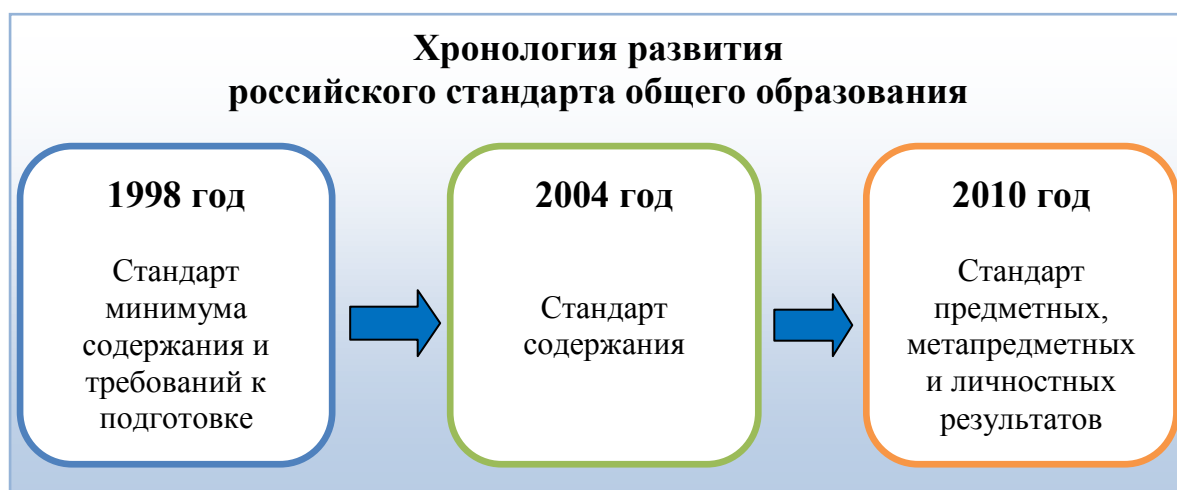 Хронология развития
российского стандарта общего образования
1998 год
Стандарт
минимума
содержания и
требований к
подготовке
2004 год
Стандарт
содержания
2010 год
Стандарт
предметных,
метапредметных
и личностных
результатов